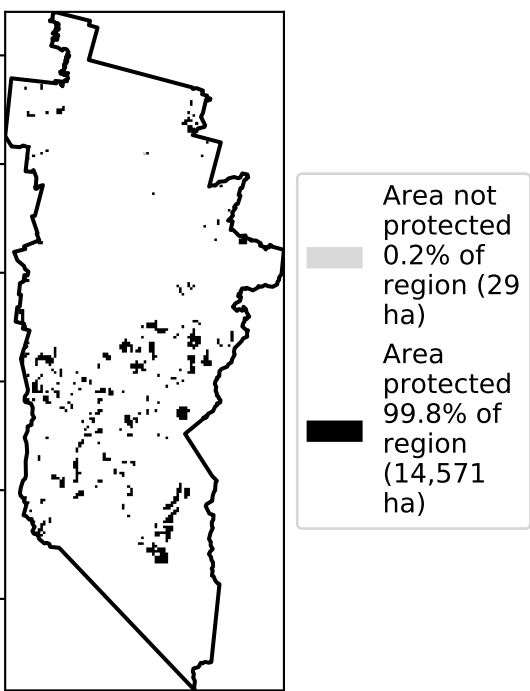 Area not
protected
0.2% of
region (29
ha)
Area
protected
99.8% of
region
(14,571
ha)